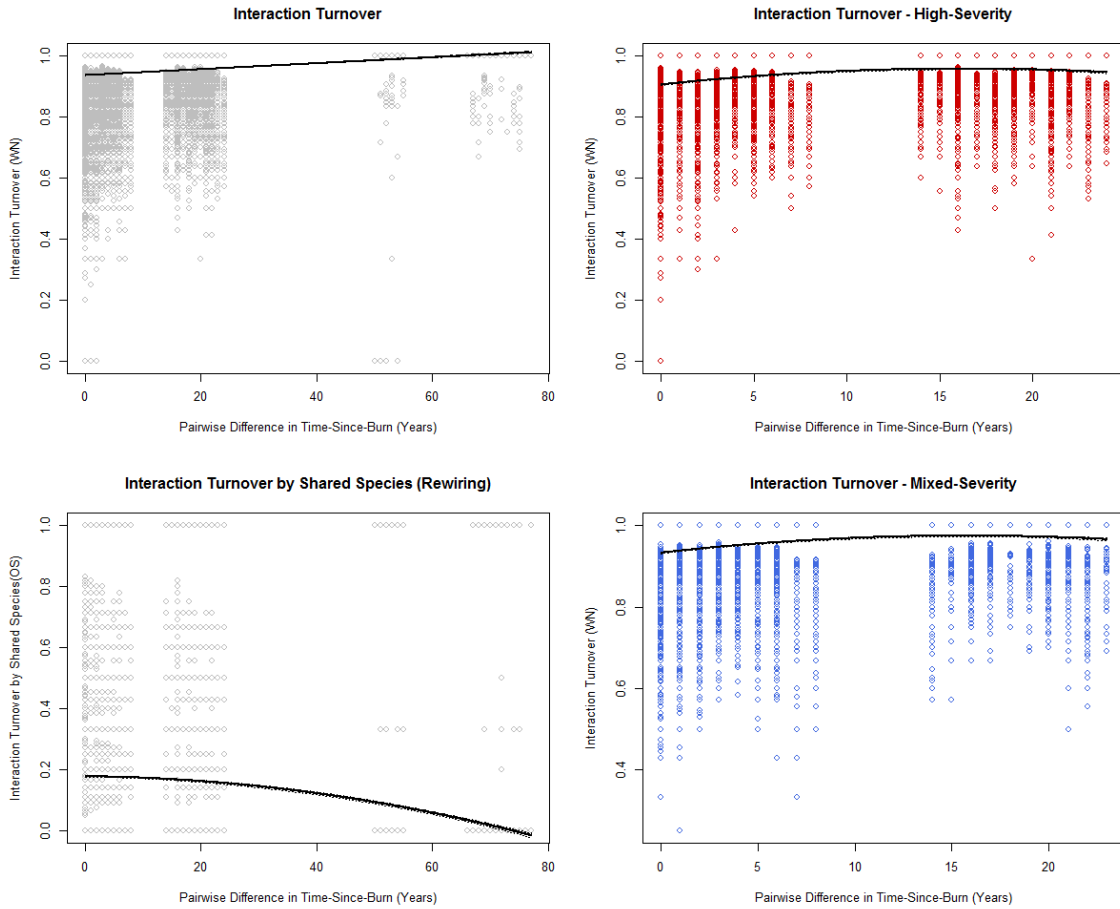 Interaction Turnover
Interaction Turnover (WN)
1.0
0.8
0.6
0.4
0.2
0.0
0 20 40 60 80
Pairwise Difference in Time-Since-Burn (Years)
Interaction Turnover - High-Severity
Interaction Turnover (WN)
1.0
0.8
0.6
0.4
0.2
0.0
0 5 10 15 20
Pairwise Difference in Time-Since-Burn (Years)
Interaction Turnover by Shared Species (Rewiring)
Interaction Turnover by Shared Species(OS)
1.0
0.8
0.6
0.4
0.2
0.0
0 20 40 60 80
Pairwise Difference in Time-Since-Burn (Years)
Interaction Turnover - Mixed-Severity
Interaction Turnover (WN)
1.0
0.8
0.6
0.4
0 5 10 15 20
Pairwise Difference in Time-Since-Burn (Years)